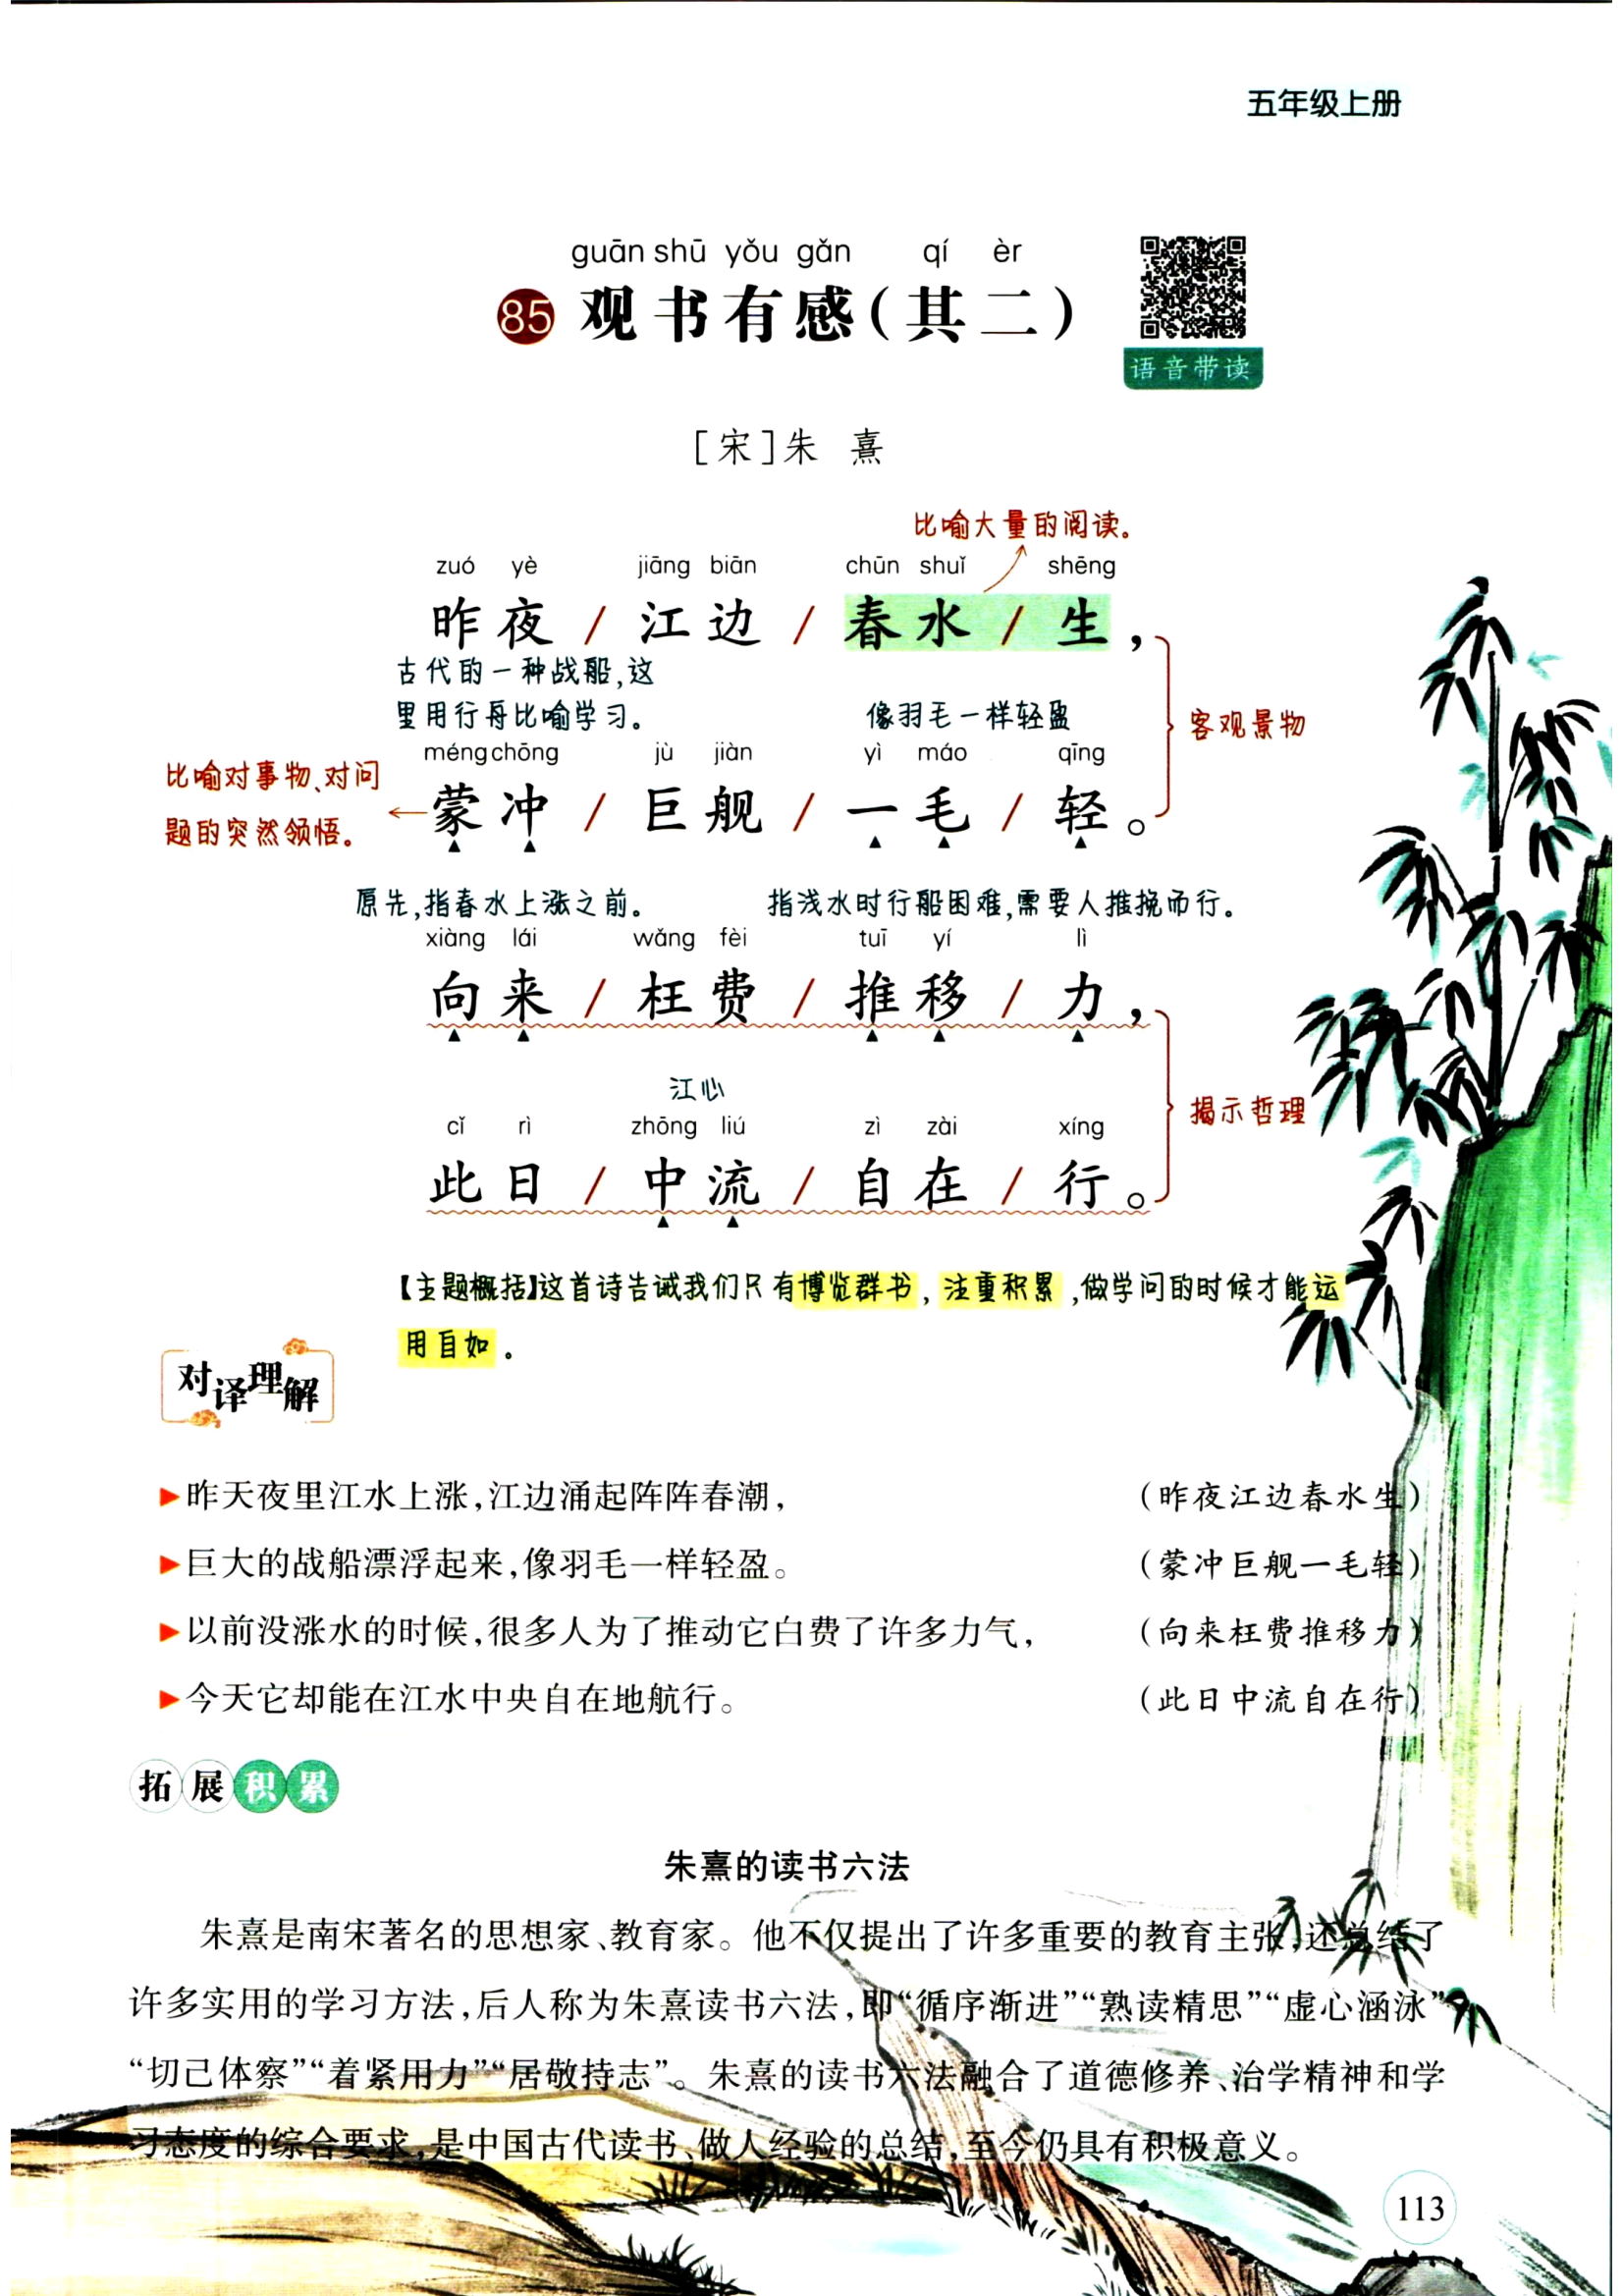 五年级上册
guān shū yǒu gǎn qí èr
85 观书有感(其二)
语音带读
[宋]朱 熹
比喻大量的阅读。
zuó yè jiāng biān chūn shuǐ shēng
昨夜/江边/春水/生，
古代的一种战船，这
里用行舟比喻学习。
像羽毛一样轻盈
客观景物
méng chōng jù jiàn yì máo qīng
比喻对事物、对问
题的突然领悟。
蒙冲/巨舰/一毛/轻。
原先，指春水上涨之前。 指浅水时行船困难，需要人推挽而行。
xiàng lái wǎng fèi tuī yí lì
向来/枉费/推移/力，
江心
揭示哲理
cǐ rì zhōng liú zì zài xíng
此日/中流/自在/行。
【主题概括】这首诗告诫我们只有博览群书，注重积累，做学问的时候才能运
用自如。
对译理解
▶昨天夜里江水上涨，江边涌起阵阵春潮， (昨夜江边春水生)
▶巨大的战船漂浮起来，像羽毛一样轻盈。 (蒙冲巨舰一毛轻)
▶以前没涨水的时候，很多人为了推动它白费了许多力气， (向来枉费推移力)
▶今天它却能在江水中央自在地航行。 (此日中流自在行)
拓展积累
朱熹的读书六法
朱熹是南宋著名的思想家、教育家。他不仅提出了许多重要的教育主张，还总结了
许多实用的学习方法，后人称为朱熹读书六法，即“循序渐进”“熟读精思”“虚心涵泳”
“切己体察”“着紧用力”“居敬持志”。朱熹的读书六法融合了道德修养、治学精神和学
习态度的综合要求，是中国古代读书、做人经验的总结，至今仍具有积极意义。
113